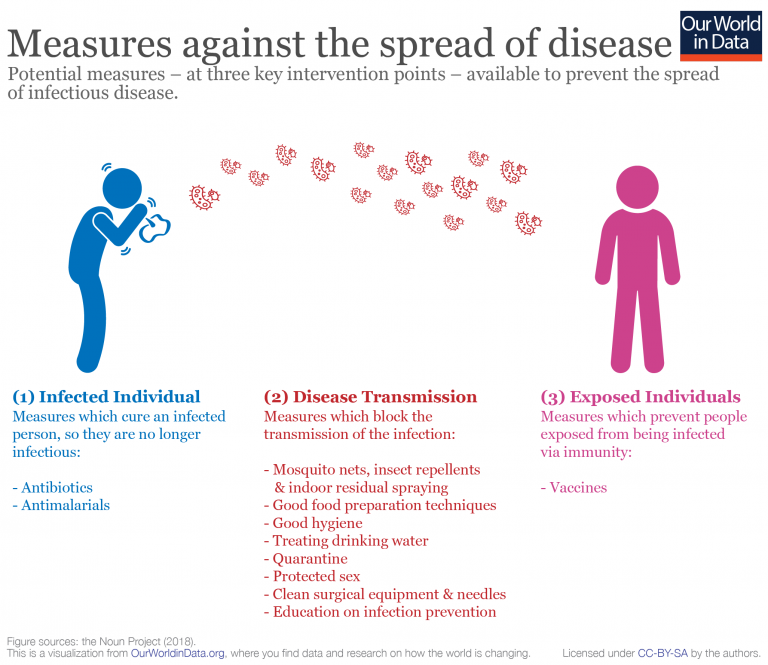 Measures against the spread of disease
Our World
in Data
Potential measures – at three key intervention points – available to prevent the spread
of infectious disease.
(1) Infected Individual
Measures which cure an infected
person, so they are no longer
infectious:
- Antibiotics
- Antimalarials
(2) Disease Transmission
Measures which block the
transmission of the infection:
- Mosquito nets, insect repellents
& indoor residual spraying
- Good food preparation techniques
- Good hygiene
- Treating drinking water
- Quarantine
- Protected sex
- Clean surgical equipment & needles
- Education on infection prevention
(3) Exposed Individuals
Measures which prevent people
exposed from being infected
via immunity:
- Vaccines
Figure sources: the Noun Project (2018).
This is a visualization from OurWorldinData.org, where you find data and research on how the world is changing.
Licensed under CC-BY-SA by the authors.